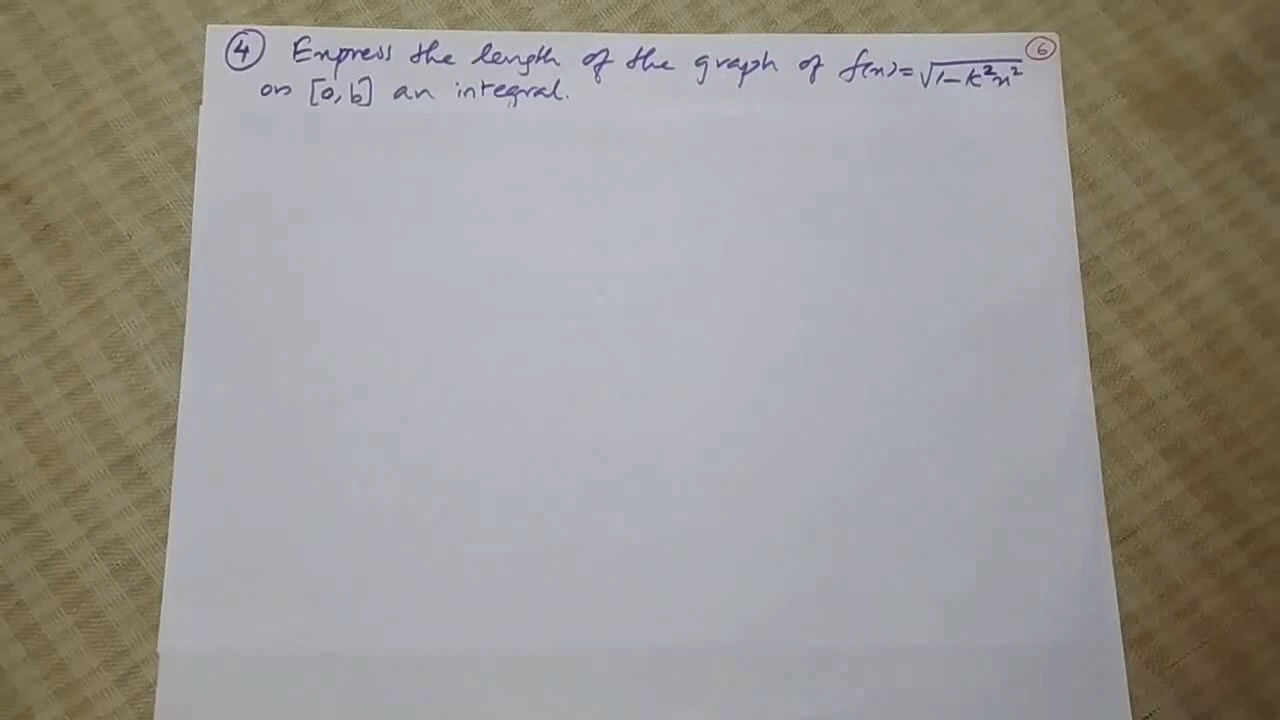 ④ Express the length of the graph of f(x)=√1-k²x² ⑥
on [0,b] an integral.